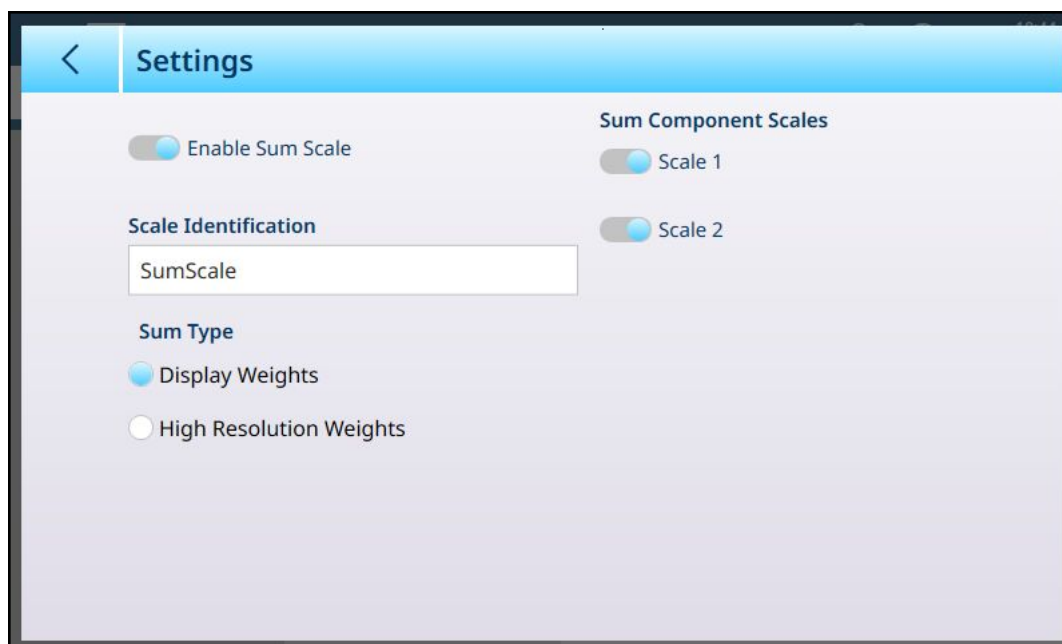 Settings
Enable Sum Scale
Scale Identification
SumScale
Sum Type
Display Weights
High Resolution Weights
Sum Component Scales
Scale 1
Scale 2